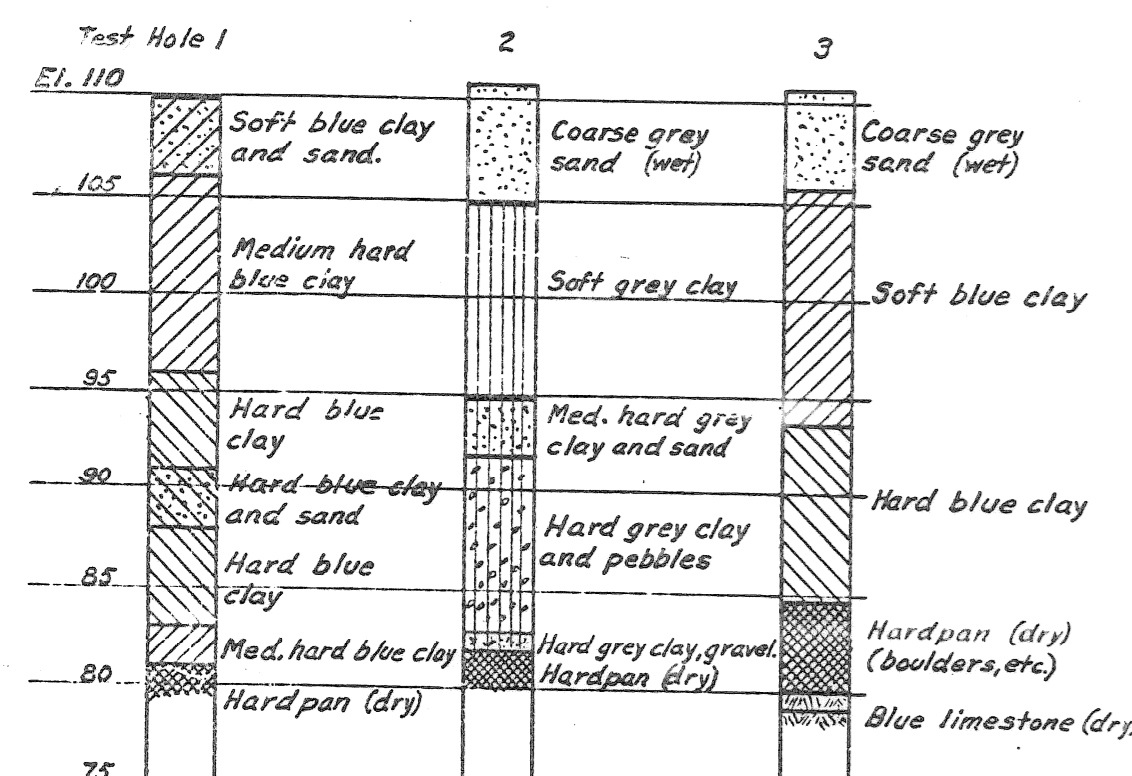 Test Hole 1
2
3
El. 110
Soft blue clay
and sand.
Coarse grey
sand (wet)
Coarse grey
sand (wet)
105
Medium hard
blue clay
100
Soft grey clay
Soft blue clay
95
Hard blue
clay
Med. hard grey
clay and sand
90
Hard blue clay
and sand
Hard blue clay
Hard grey clay
and pebbles
85
Hard blue
clay
Med. hard blue clay
Hard grey clay, gravel.
Hardpan (dry)
Hardpan (dry)
(boulders, etc.)
80
Hardpan (dry)
Blue limestone (dry)
75